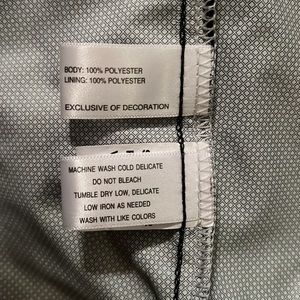 BODY: 100% POLYESTER
LINING: 100% POLYESTER
EXCLUSIVE OF DECORATION
MACHINE WASH COLD DELICATE
DO NOT BLEACH
TUMBLE DRY LOW, DELICATE
LOW IRON AS NEEDED
WASH WITH LIKE COLORS